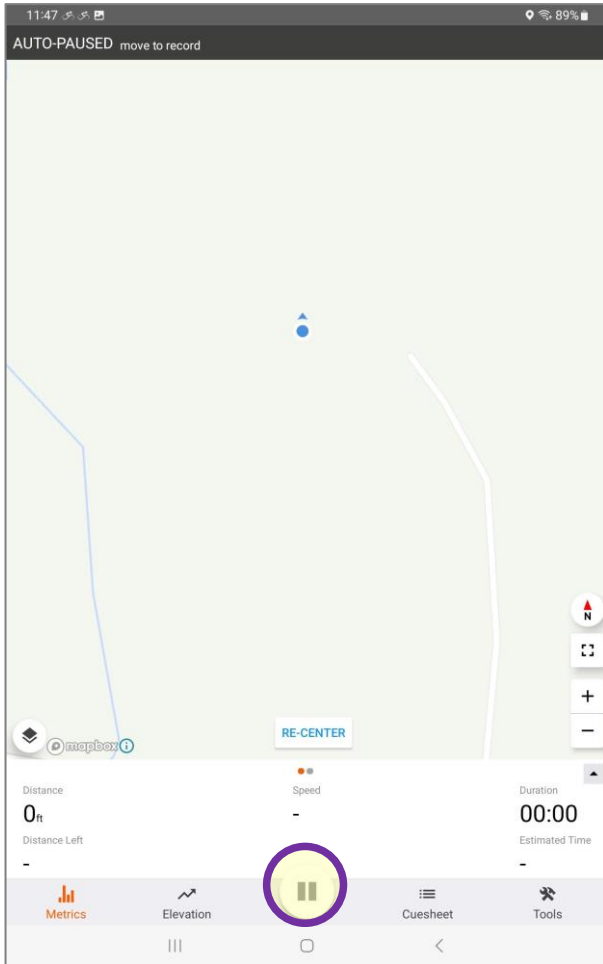 11:47 89%
AUTO-PAUSED move to record
N
+
−
RE-CENTER
mapbox i
Distance Speed Duration
0ft - 00:00
Distance Left Estimated Time
- -
Metrics Elevation Cuesheet Tools